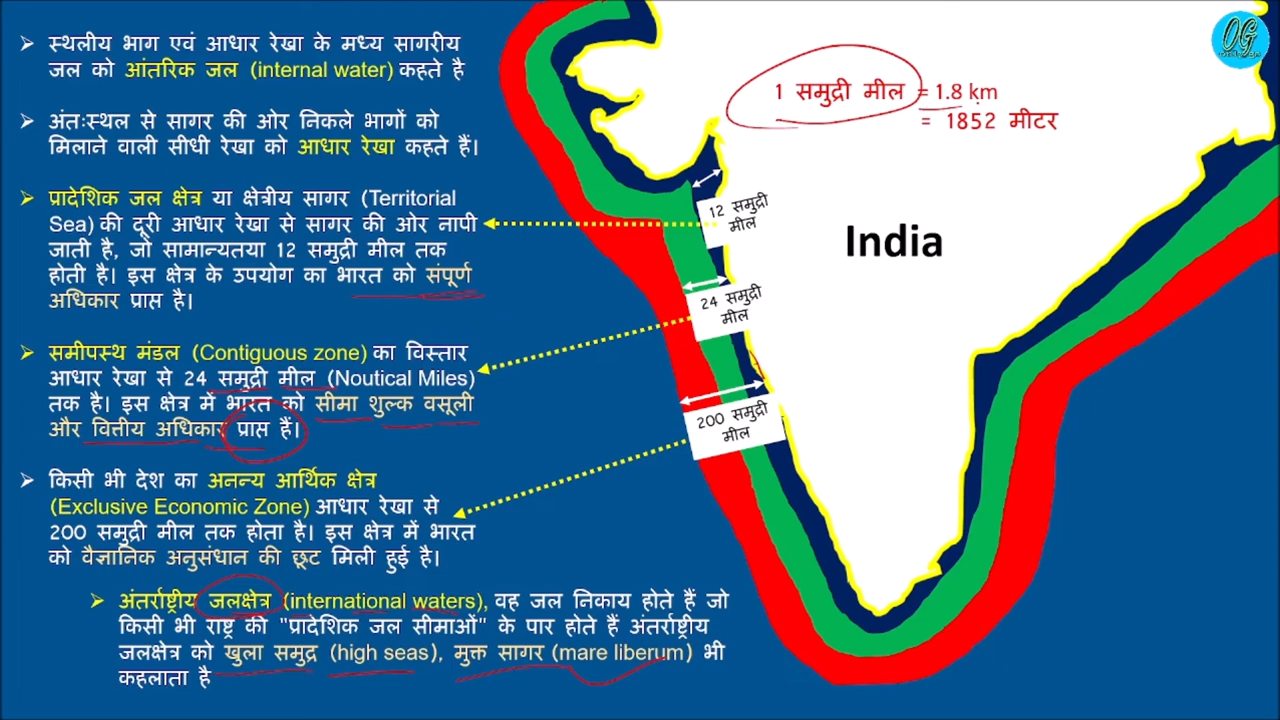 स्थलीय भाग एवं आधार रेखा के मध्य सागरीय
जल को आंतरिक जल (internal water) कहते है
अंतःस्थल से सागर की ओर निकले भागों को
मिलाने वाली सीधी रेखा को आधार रेखा कहते हैं।
प्रादेशिक जल क्षेत्र या क्षेत्रीय सागर (Territorial
Sea) की दूरी आधार रेखा से सागर की ओर नापी
जाती है, जो सामान्यतया 12 समुद्री मील तक
होती है। इस क्षेत्र के उपयोग का भारत को संपूर्ण
अधिकार प्राप्त है।
समीपस्थ मंडल (Contiguous zone) का विस्तार
आधार रेखा से 24 समुद्री मील (Noutical Miles)
तक है। इस क्षेत्र में भारत को सीमा शुल्क वसूली
और वित्तीय अधिकार प्राप्त हैं।
किसी भी देश का अनन्य आर्थिक क्षेत्र
(Exclusive Economic Zone) आधार रेखा से
200 समुद्री मील तक होता है। इस क्षेत्र में भारत
को वैज्ञानिक अनुसंधान की छूट मिली हुई है।
अंतर्राष्ट्रीय जलक्षेत्र (international waters), वह जल निकाय होते हैं जो
किसी भी राष्ट्र की "प्रादेशिक जल सीमाओं" के पार होते हैं अंतर्राष्ट्रीय
जलक्षेत्र को खुला समुद्र (high seas), मुक्त सागर (mare liberum) भी
कहलाता है
1 समुद्री मील = 1.8 km
= 1852 मीटर
India
12 समुद्री
मील
24 समुद्री
मील
200 समुद्री
मील
OG